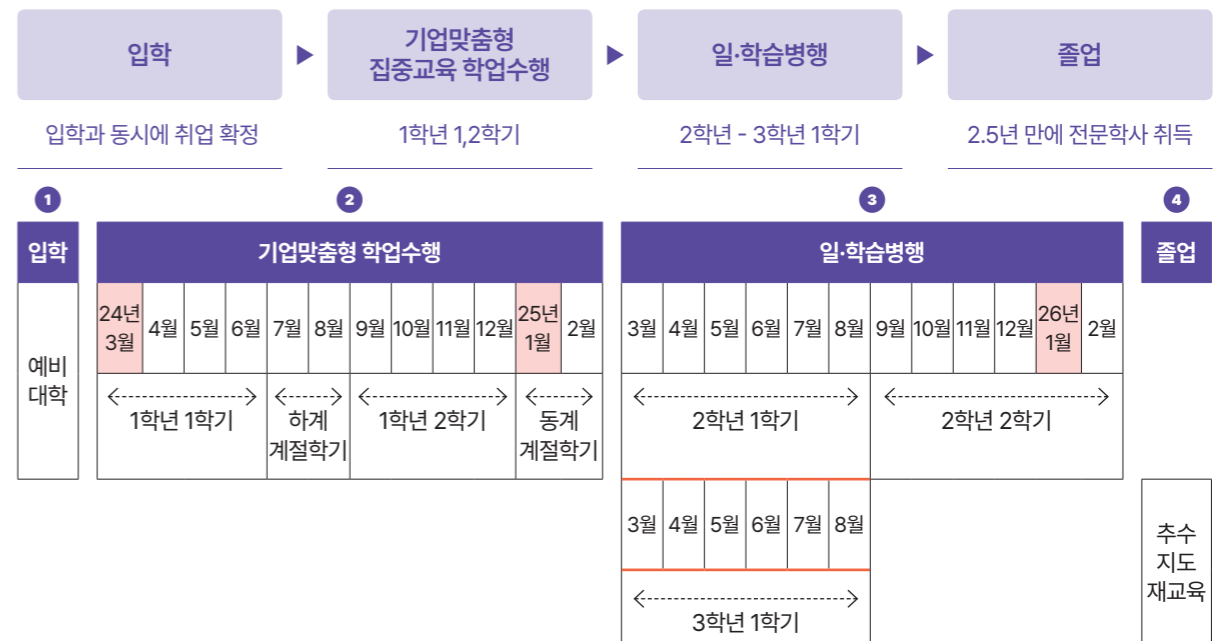 입학
▶
기업맞춤형
집중교육 학업수행
▶
일·학습병행
▶
졸업
입학과 동시에 취업 확정
1학년 1,2학기
2학년 - 3학년 1학기
2.5년 만에 전문학사 취득
1
2
3
4
입학
기업맞춤형 학업수행
일·학습병행
졸업
예비
대학
24년
3월
4월
5월
6월
7월
8월
9월
10월
11월
12월
25년
1월
2월
3월
4월
5월
6월
7월
8월
9월
10월
11월
12월
26년
1월
2월
1학년 1학기
하계
계절학기
1학년 2학기
동계
계절학기
2학년 1학기
2학년 2학기
3월
4월
5월
6월
7월
8월
3학년 1학기
추수
지도
재교육